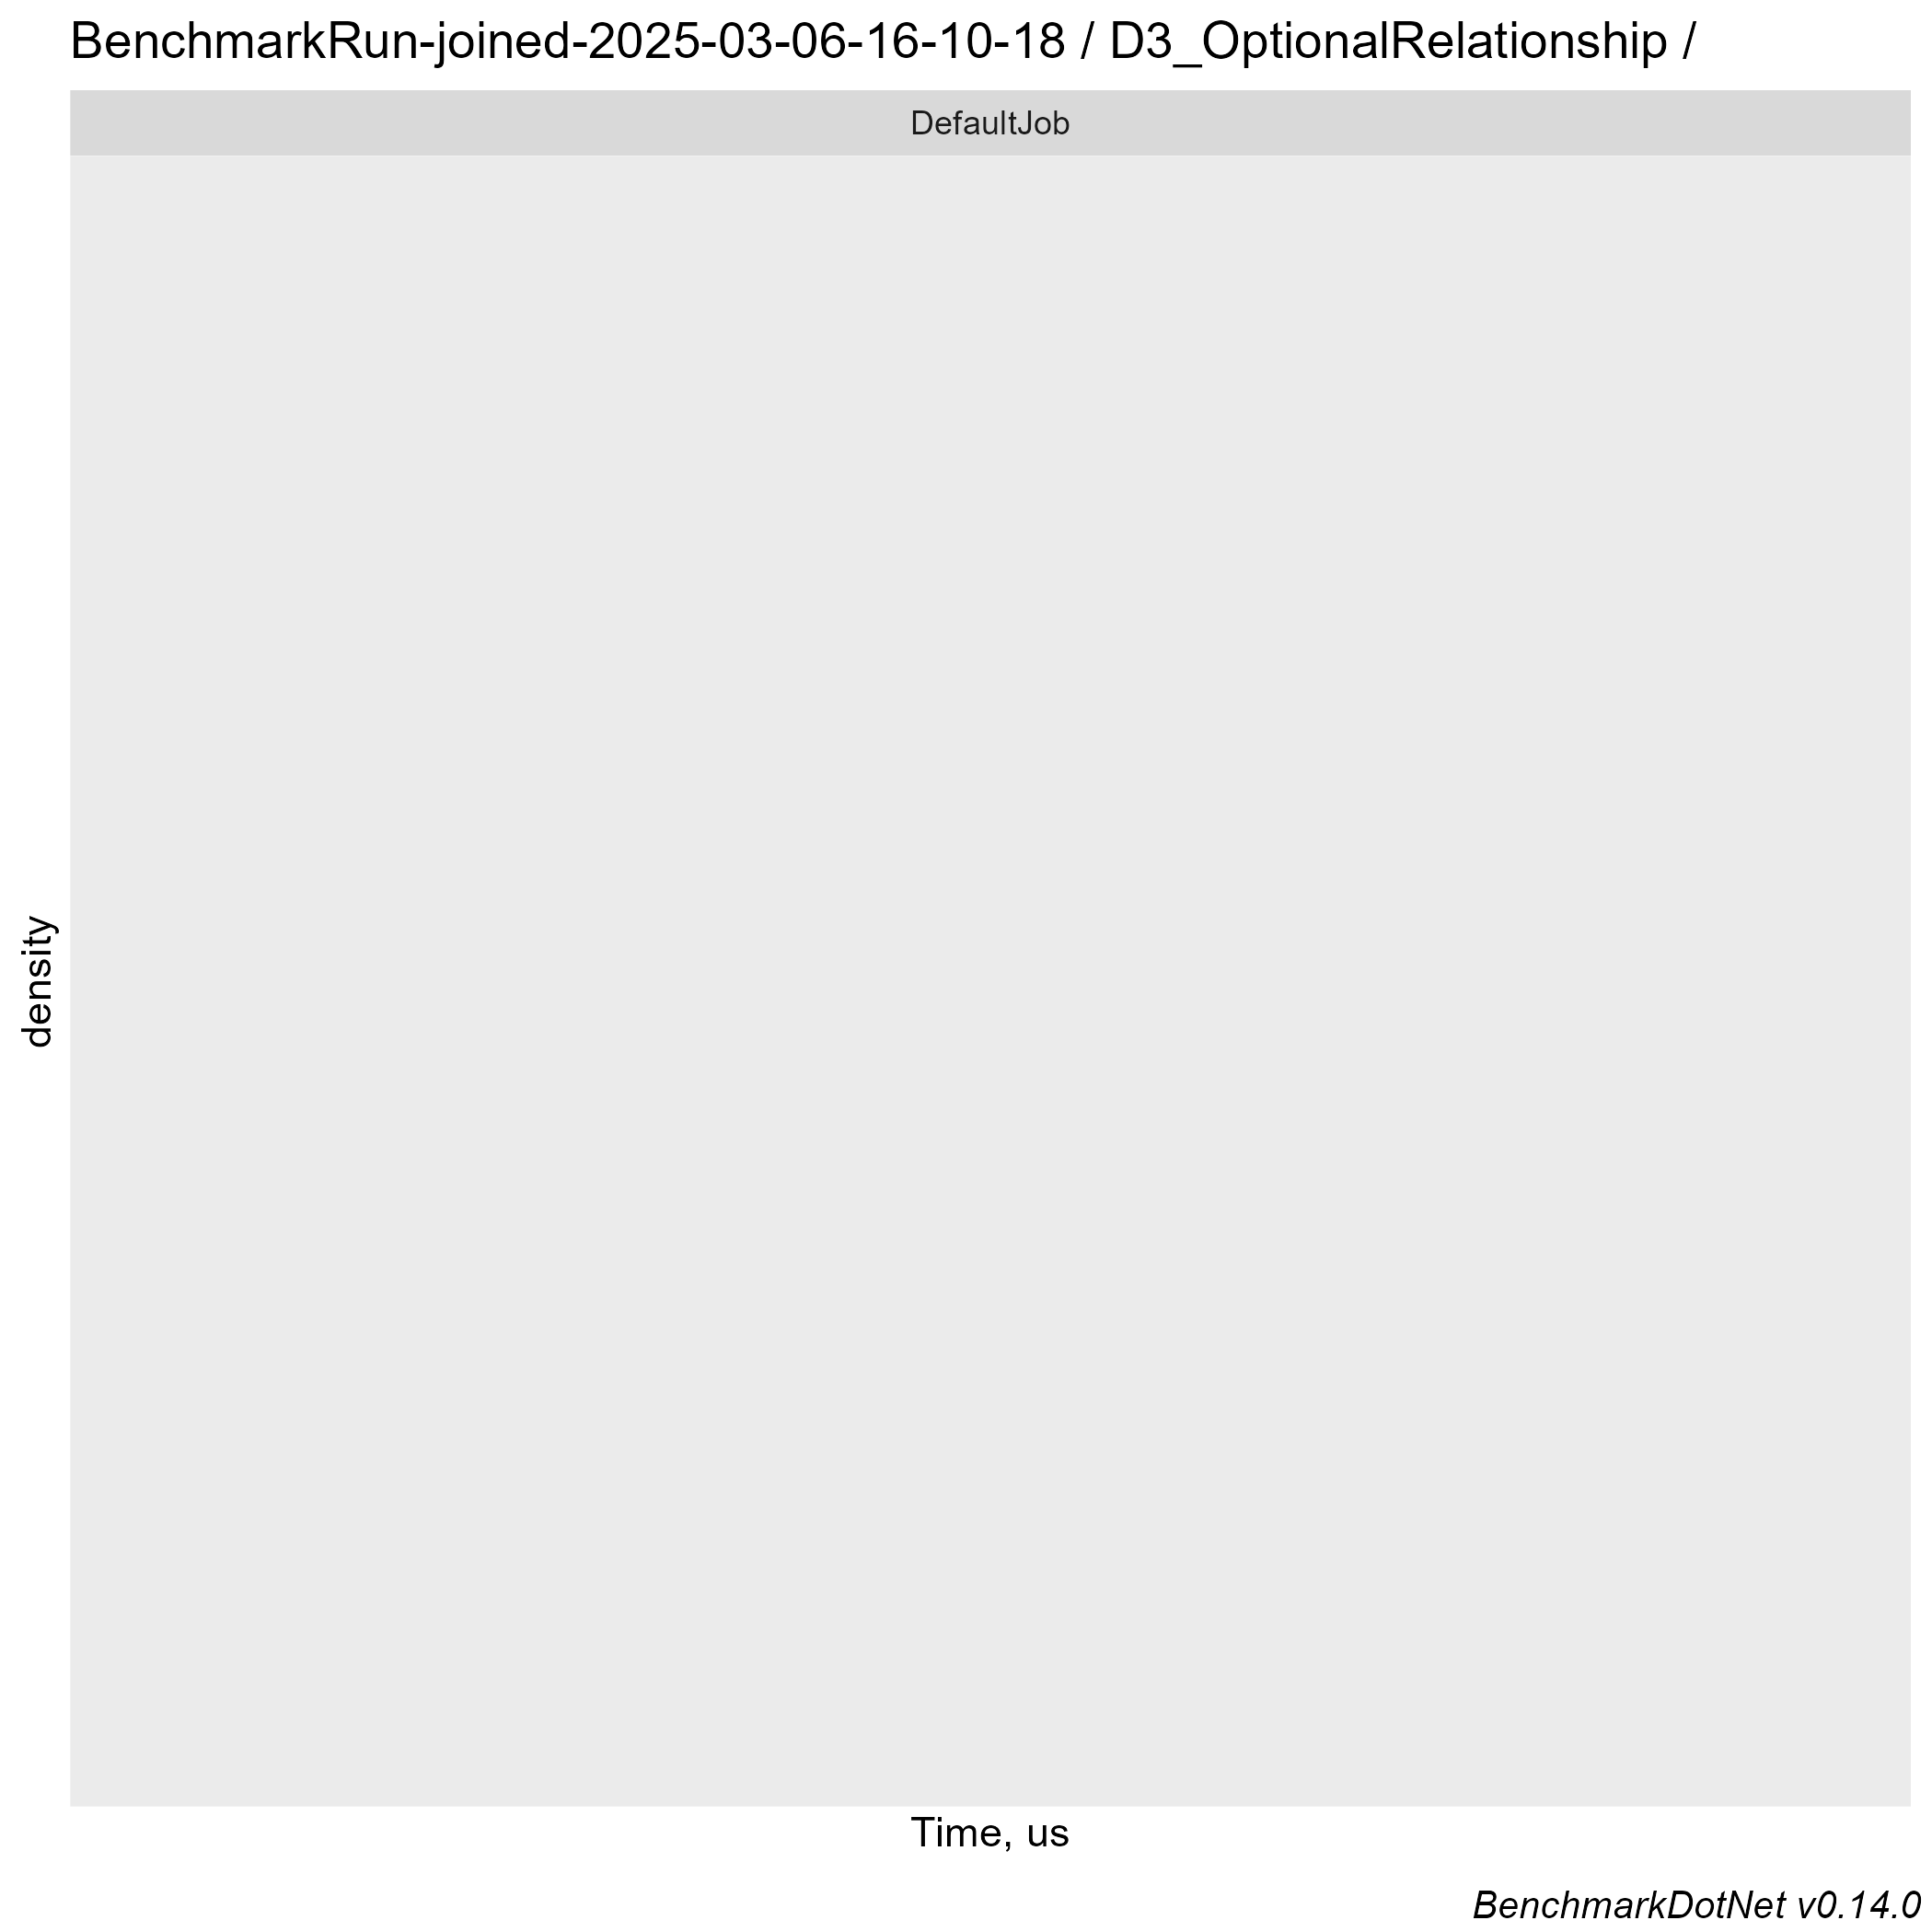 BenchmarkRun-joined-2025-03-06-16-10-18 / D3_OptionalRelationship /
DefaultJob
density
Time, us
BenchmarkDotNet v0.14.0